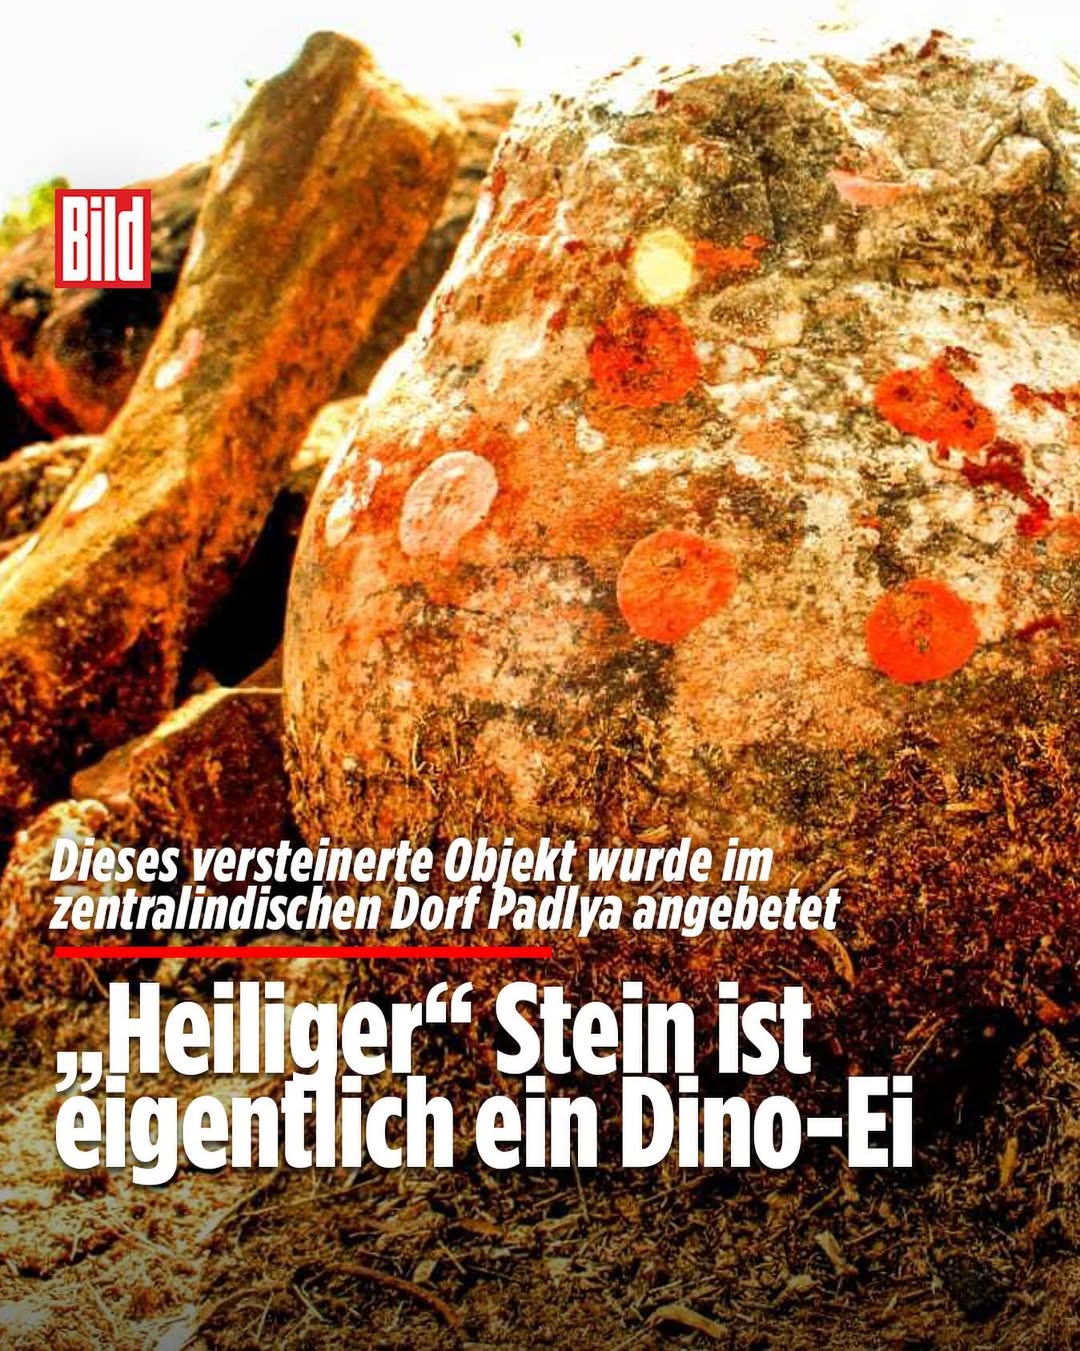 Bild
Dieses versteinerte Objekt wurde im
zentralindischen Dorf Padlya angebetet
„Heiliger“ Stein ist
eigentlich ein Dino-Ei